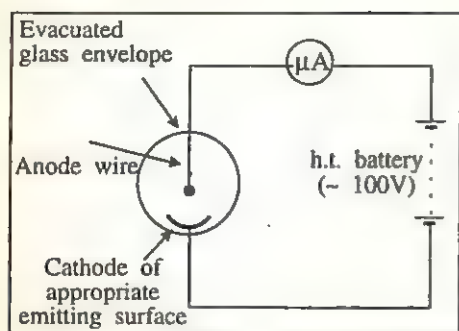 Evacuated
glass envelope
μA
Anode wire
h.t. battery
(~ 100V)
Cathode of
appropriate
emitting surface